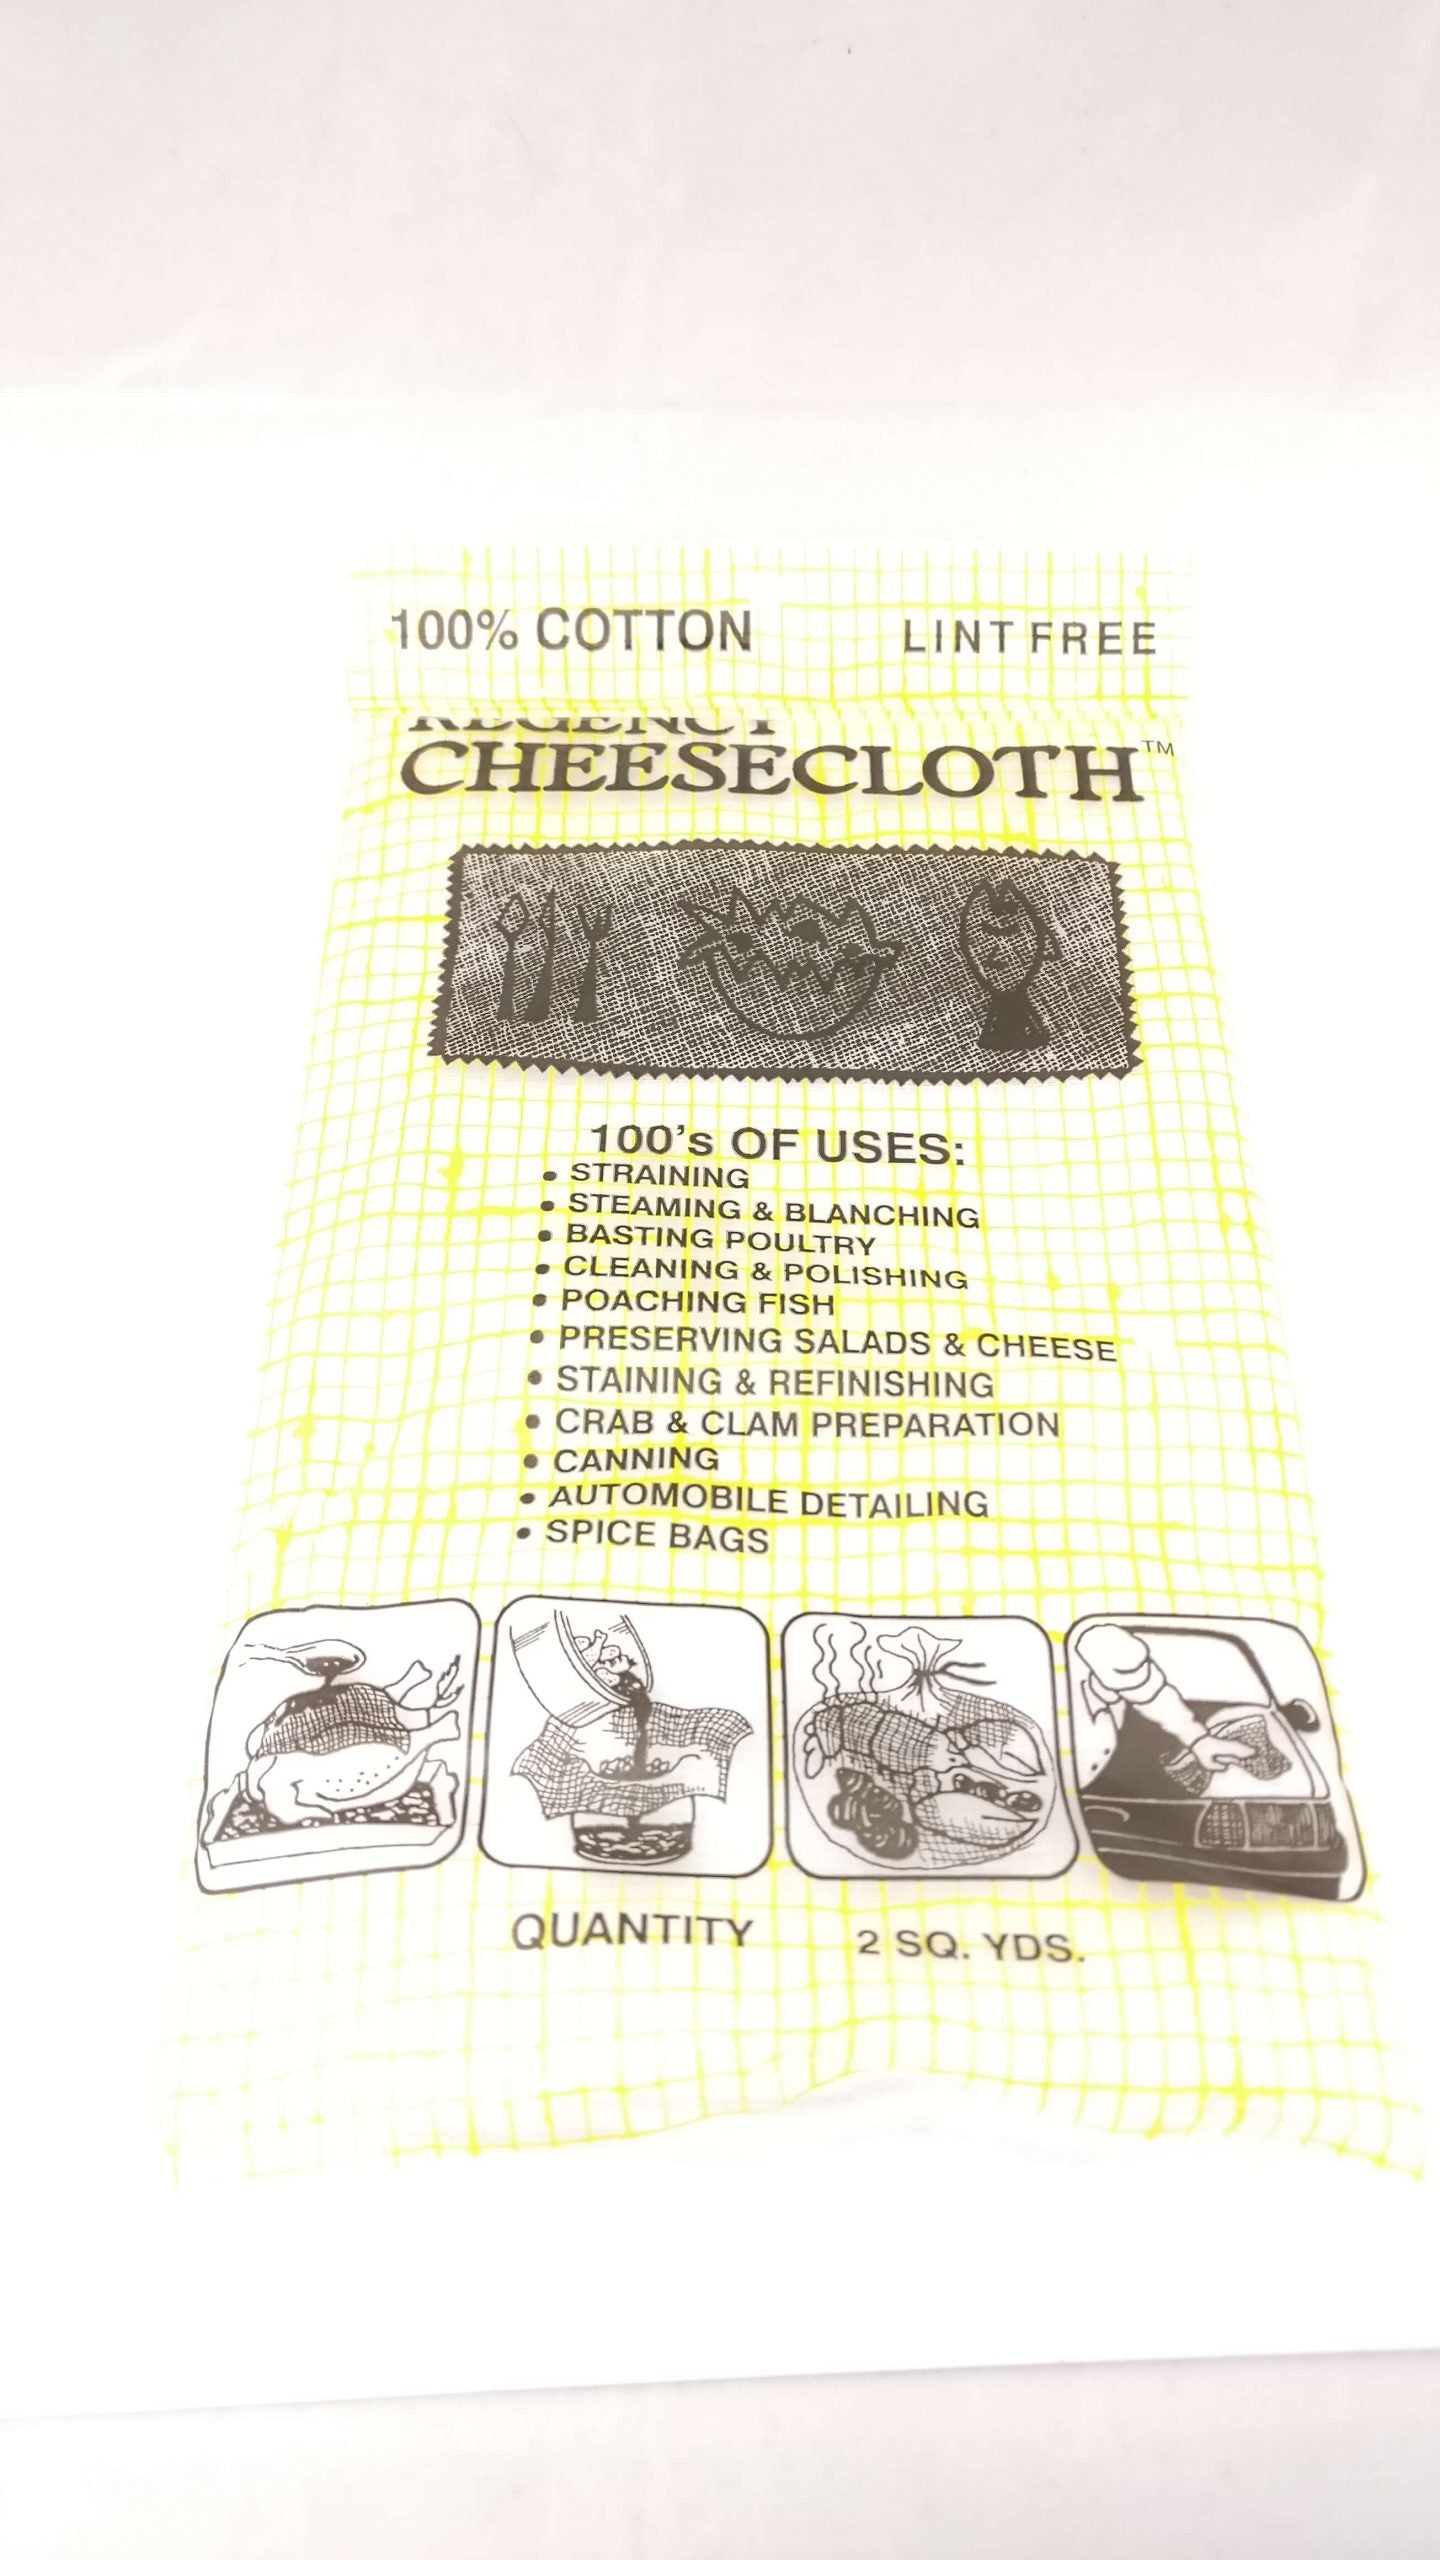 100% COTTON LINT FREE
REGENCY
CHEESECLOTH™
100's OF USES:
• STRAINING
• STEAMING & BLANCHING
• BASTING POULTRY
• CLEANING & POLISHING
• POACHING FISH
• PRESERVING SALADS & CHEESE
• STAINING & REFINISHING
• CRAB & CLAM PREPARATION
• CANNING
• AUTOMOBILE DETAILING
• SPICE BAGS
QUANTITY 2 SQ. YDS.